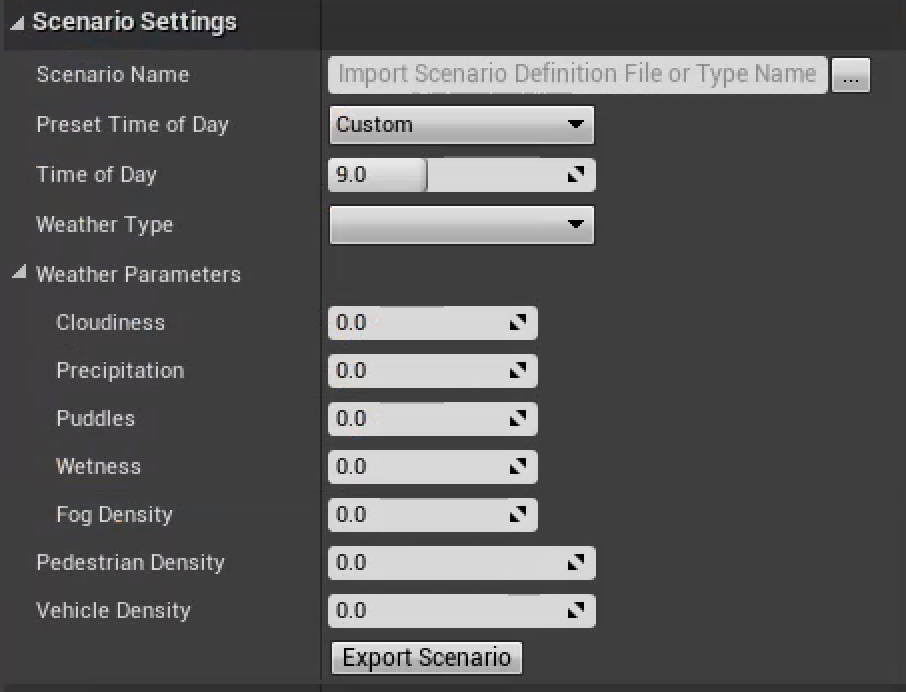 Scenario Settings
Scenario Name Import Scenario Definition File or Type Name ...
Preset Time of Day Custom
Time of Day 9.0
Weather Type
Weather Parameters
Cloudiness 0.0
Precipitation 0.0
Puddles 0.0
Wetness 0.0
Fog Density 0.0
Pedestrian Density 0.0
Vehicle Density 0.0
Export Scenario